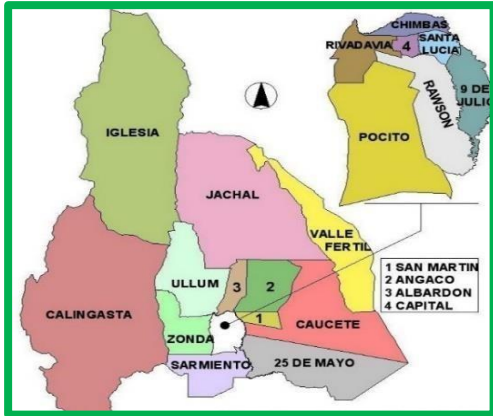 CHIMBAS
RIVADAVIA
4
SANTA
LUCIA
9 DE
JULIO
RAWSON
POCITO
IGLESIA
JACHAL
VALLE
FERTIL
ULLUM
3
2
1
CALINGASTA
ZONDA
CAUCETE
SARMIENTO
25 DE MAYO
1 SAN MARTIN
2 ANGACO
3 ALBARDON
4 CAPITAL